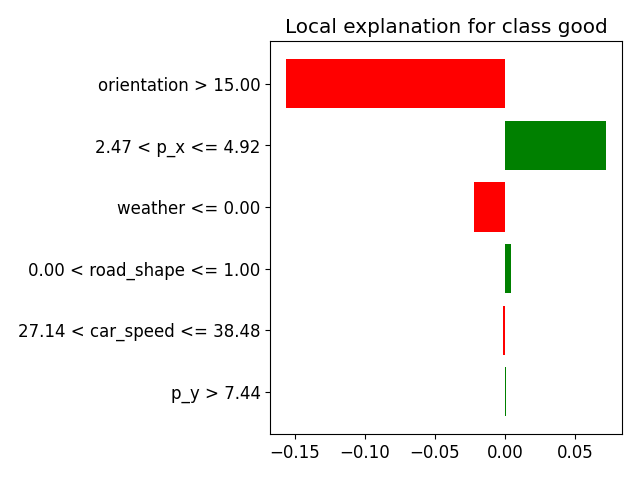 Local explanation for class good
orientation > 15.00
2.47 < p_x <= 4.92
weather <= 0.00
0.00 < road_shape <= 1.00
27.14 < car_speed <= 38.48
p_y > 7.44
−0.15 −0.10 −0.05 0.00 0.05